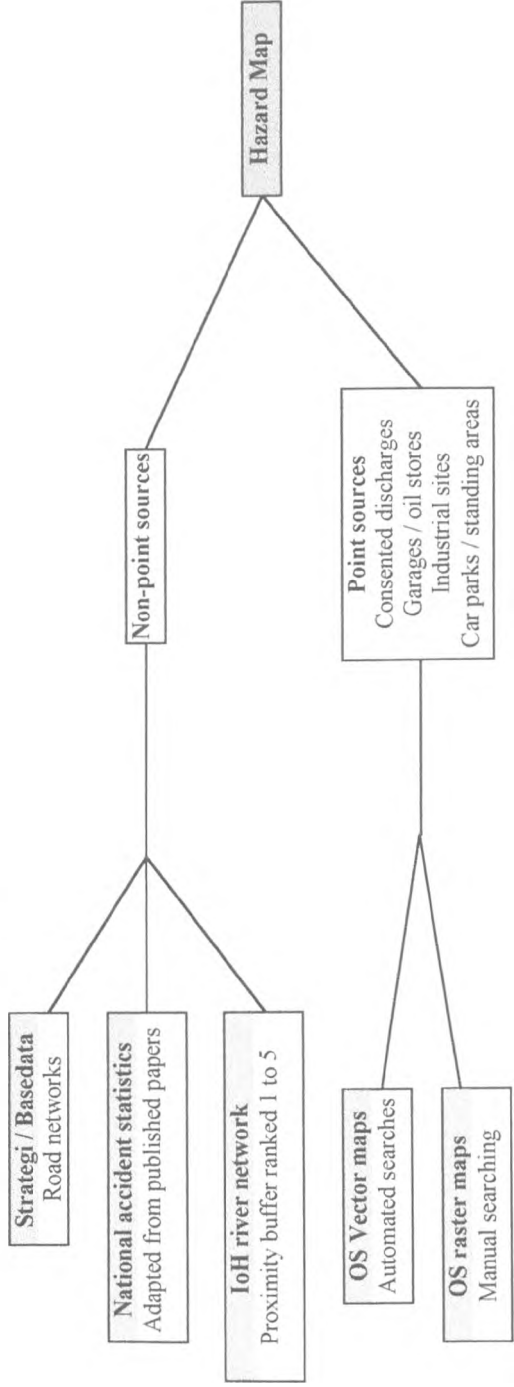 Strategi / Basedata
Road networks
National accident statistics
Adapted from published papers
IoH river network
Proximity buffer ranked 1 to 5
OS Vector maps
Automated searches
OS raster maps
Manual searching
Non-point sources
Point sources
Consented discharges
Garages / oil stores
Industrial sites
Car parks / standing areas
Hazard Map